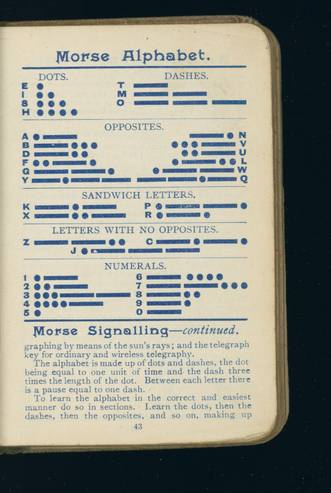 Morse Alphabet.
DOTS. DASHES.
E T
I M
S O
H
OPPOSITES.
A N
B V
D U
F L
G W
Y Q
SANDWICH LETTERS.
K P
X R
LETTERS WITH NO OPPOSITES.
Z C
J
NUMERALS.
1 6
2 7
3 8
4 9
5 0
Morse Signalling—continued.
graphing by means of the sun's rays; and the telegraph
key for ordinary and wireless telegraphy.
The alphabet is made up of dots and dashes, the dot
being equal to one unit of time and the dash three
times the length of the dot. Between each letter there
is a pause equal to one dash.
To learn the alphabet in the correct and easiest
manner do so in sections. Learn the dots, then the
dashes, then the opposites, and so on, making up
43